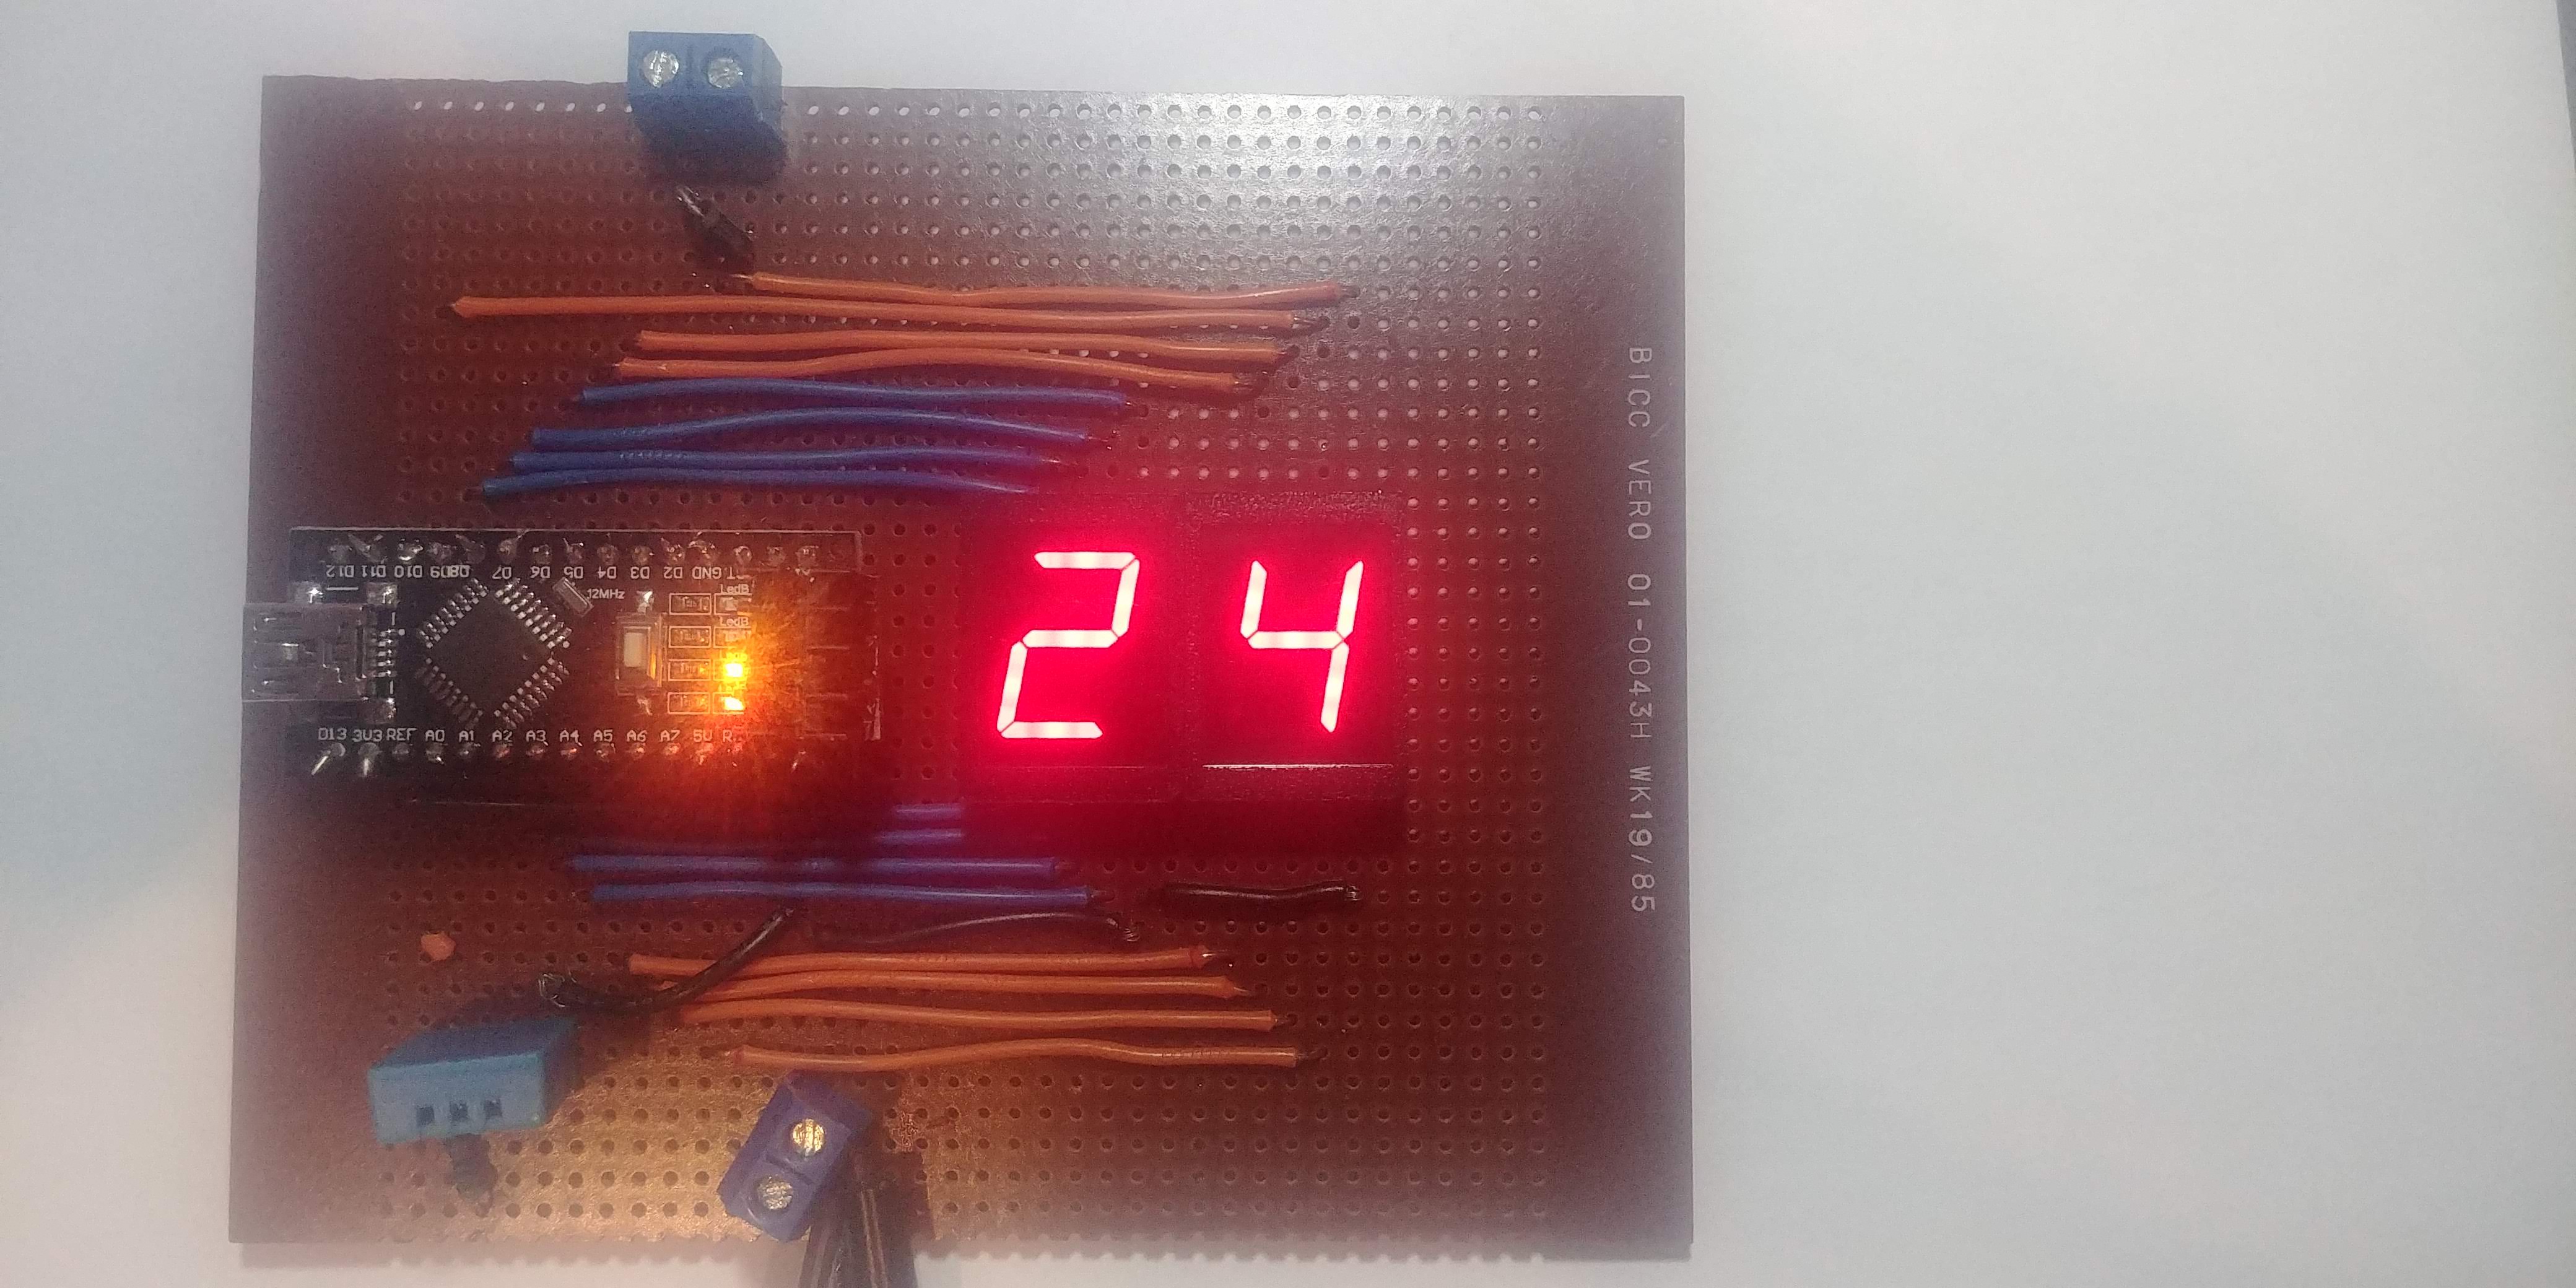 D12 D11 D10 D9 D8 D7 D6 D5 D4 D3 D2 GND
12MHz
LedB
LedB
24
D13 3V3 REF A0 A1 A2 A3 A4 A5 A6 A7 5V
BICC VERO 01-0043H WK19/85